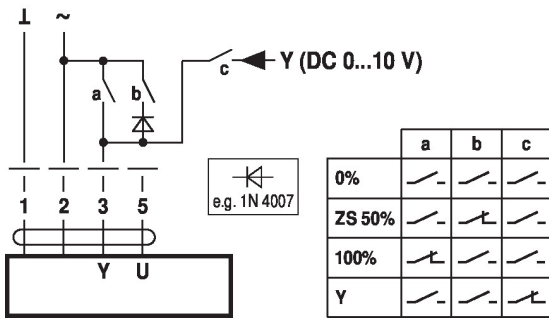 ⊥ ~
Y (DC 0...10 V)
c
a b
1 2 3 5
Y U
e.g. 1N 4007
a b c
0%
ZS 50%
100%
Y